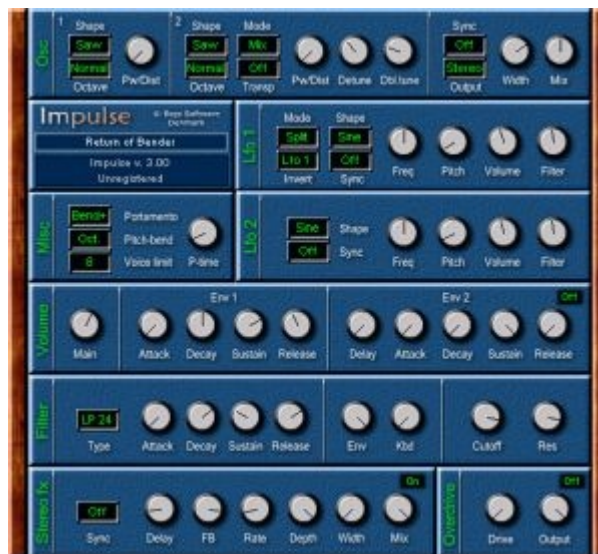 Osc
1 Shape
Saw
Normal
Octave
Pw/Dist
2 Shape Mode
Saw Mix
Normal Off
Octave Transp
Pw/Dist Detune Dbl.tune
Sync
Off
Stereo
Output
Width Mix
Impulse
Return of Bender
Impulse v. 3.00
Unregistered
Lfo 1
Mode Shape
Split Sine
Lfo 1 Off
Invert Sync
Freq Pitch Volume Filter
Misc
Bend+ Portamento
Oct. Pitch-bend
8 Voice limit
P-time
Lfo 2
Sine Shape
Off Sync
Freq Pitch Volume Filter
Volume
Env 1
Main Attack Decay Sustain Release
Env 2
Off
Delay Attack Decay Sustain Release
Filter
LP 24
Type Attack Decay Sustain Release
Env Kbd
Cutoff Res
Stereo fx
On
Off
Sync Delay FB Rate Depth Width Mix
Overdrive
Off
Drive Output